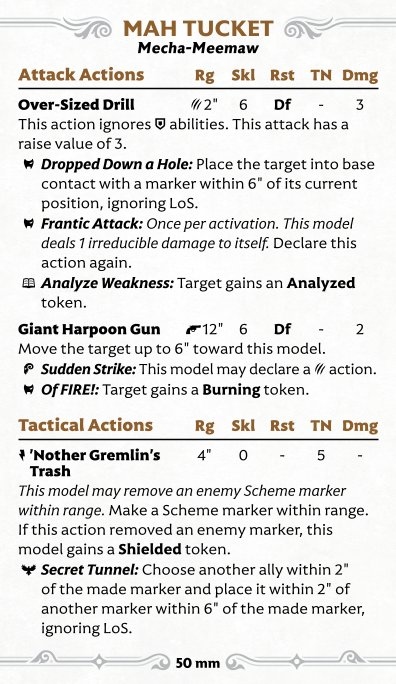 MAH TUCKET
Mecha-Meemaw
Attack Actions Rg Skl Rst TN Dmg
Over-Sized Drill 2" 6 Df - 3
This action ignores abilities. This attack has a
raise value of 3.
Dropped Down a Hole: Place the target into base
contact with a marker within 6" of its current
position, ignoring LoS.
Frantic Attack: Once per activation. This model
deals 1 irreducible damage to itself. Declare this
action again.
Analyze Weakness: Target gains an Analyzed
token.
Giant Harpoon Gun 12" 6 Df - 2
Move the target up to 6" toward this model.
Sudden Strike: This model may declare a action.
Of FIRE!: Target gains a Burning token.
Tactical Actions Rg Skl Rst TN Dmg
'Nother Gremlin's 4" 0 - 5 -
Trash
This model may remove an enemy Scheme marker
within range. Make a Scheme marker within range.
If this action removed an enemy marker, this
model gains a Shielded token.
Secret Tunnel: Choose another ally within 2"
of the made marker and place it within 2" of
another marker within 6" of the made marker,
ignoring LoS.
50 mm